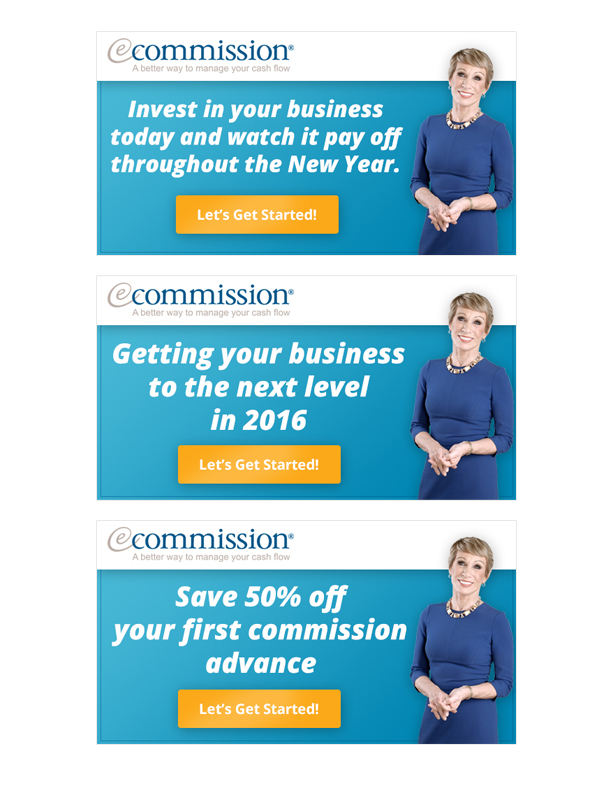 ecommission®
A better way to manage your cash flow
Invest in your business
today and watch it pay off
throughout the New Year.
Let's Get Started!
ecommission®
A better way to manage your cash flow
Getting your business
to the next level
in 2016
Let's Get Started!
ecommission®
A better way to manage your cash flow
Save 50% off
your first commission
advance
Let's Get Started!